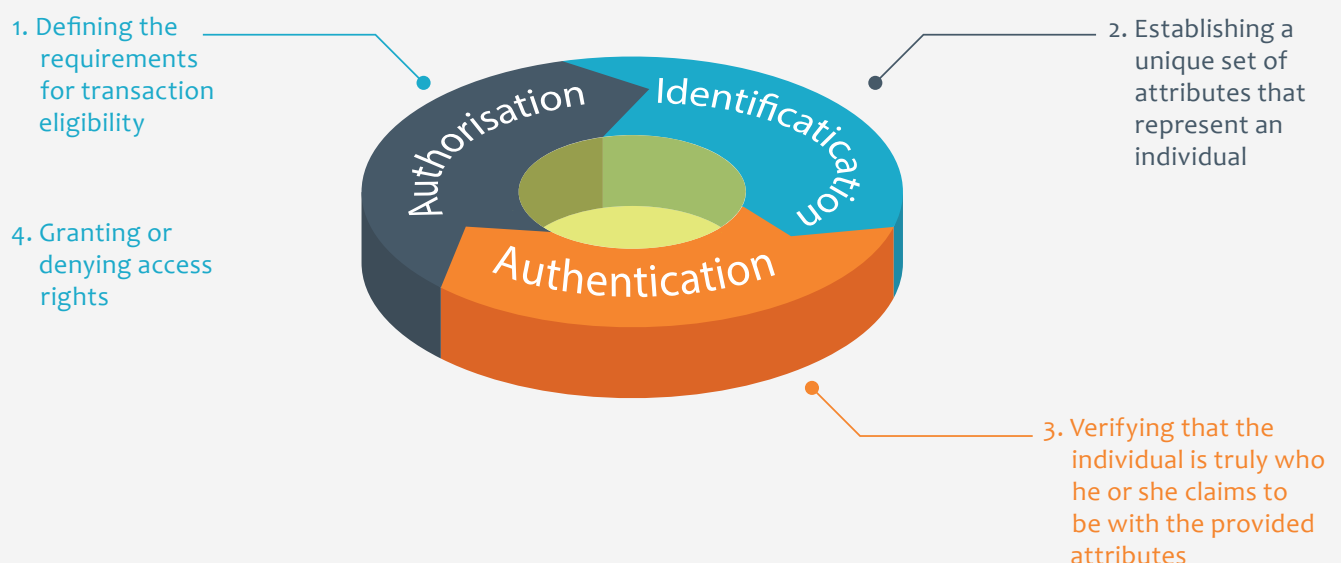 1. Defining the
requirements
for transaction
eligibility
4. Granting or
denying access
rights
Authorisation
Identificatication
Authentication
2. Establishing a
unique set of
attributes that
represent an
individual
3. Verifying that the
individual is truly who
he or she claims to
be with the provided
attributes